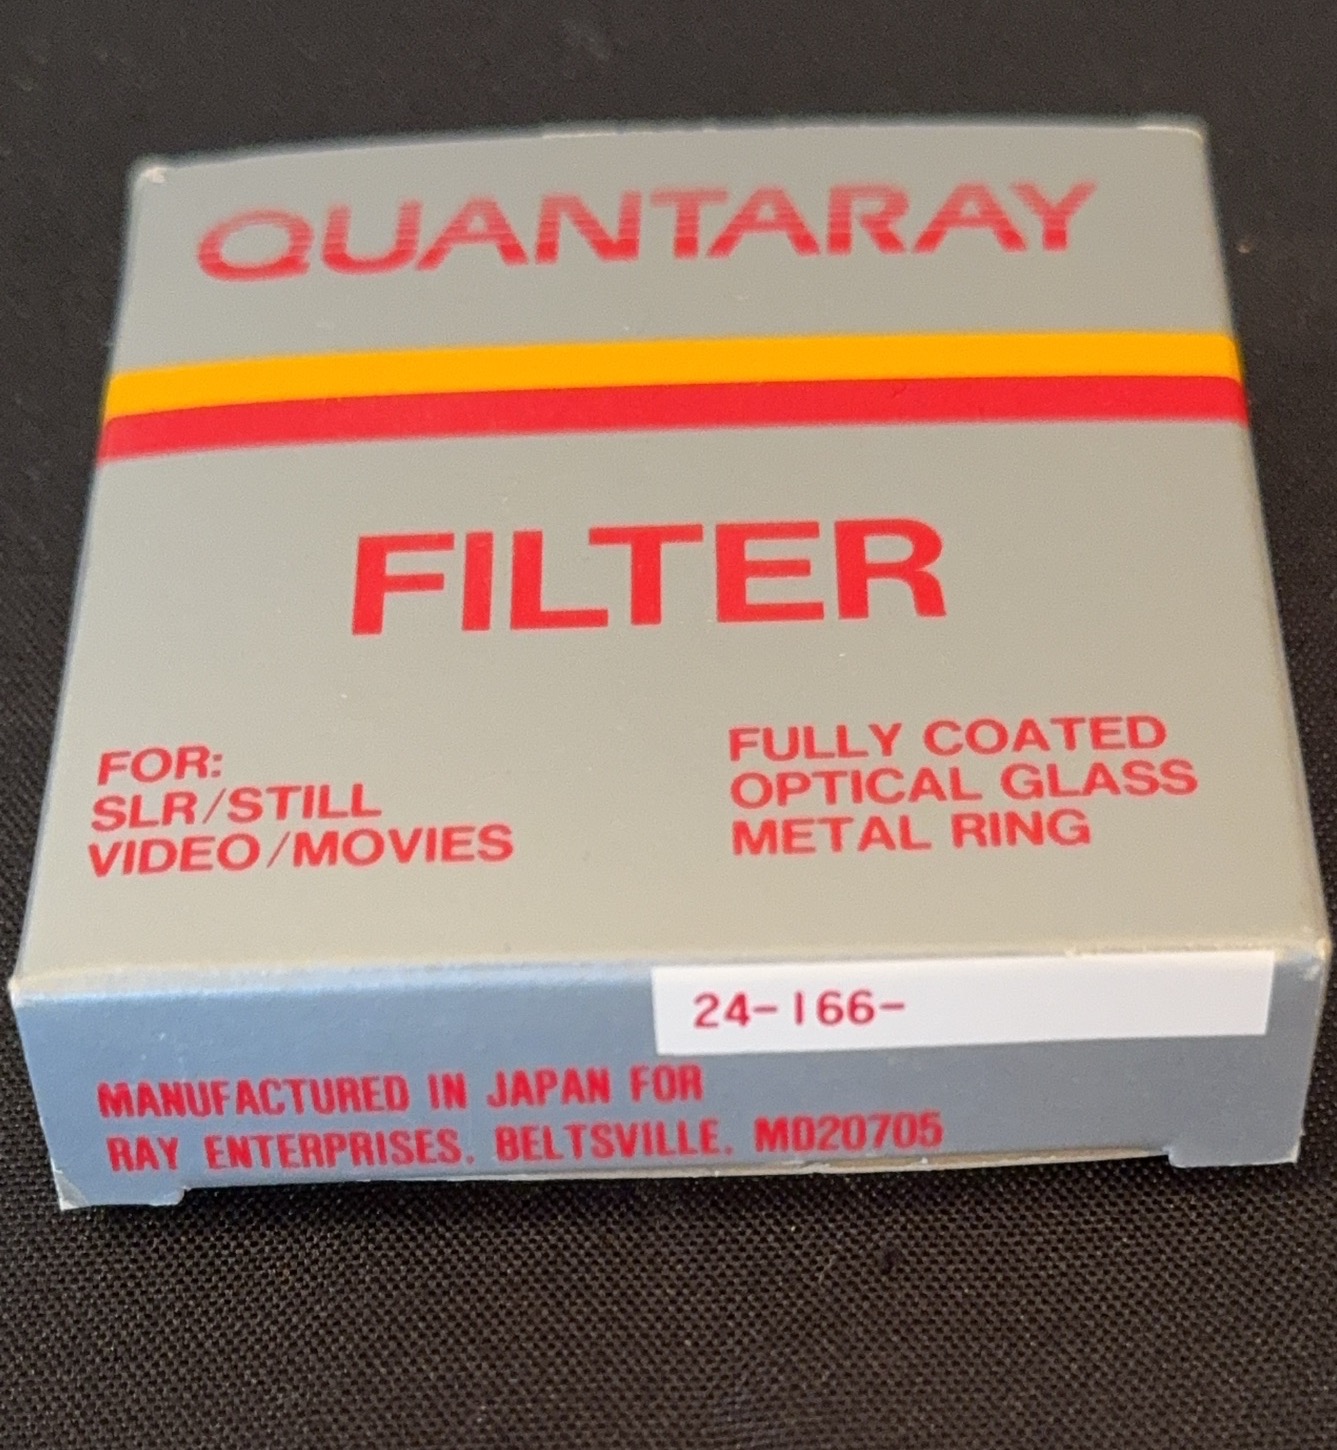 QUANTARAY
FILTER
FOR:
SLR/STILL
VIDEO/MOVIES
FULLY COATED
OPTICAL GLASS
METAL RING
24-166-
MANUFACTURED IN JAPAN FOR
RAY ENTERPRISES. BELTSVILLE. MD20705